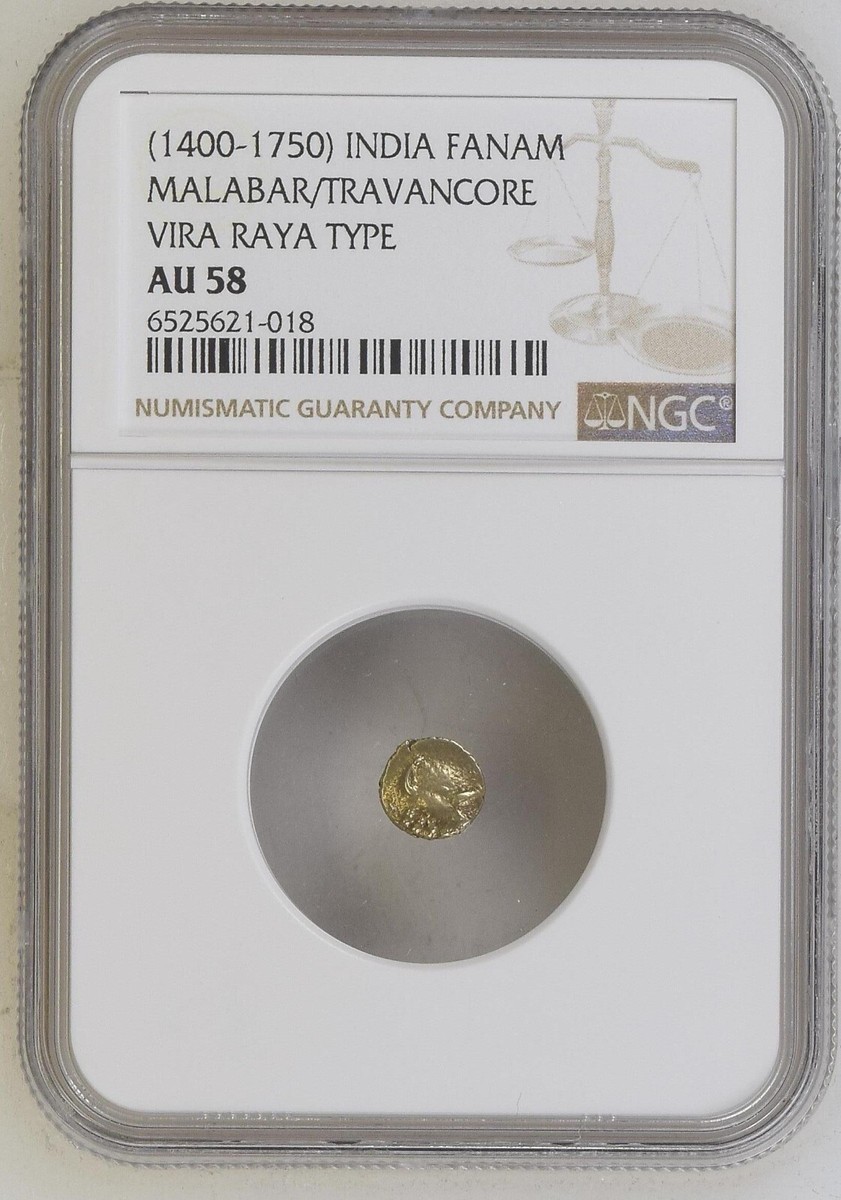 (1400-1750) INDIA FANAM
MALABAR/TRAVANCORE
VIRA RAYA TYPE
AU 58
6525621-018
NUMISMATIC GUARANTY COMPANY
NGC®